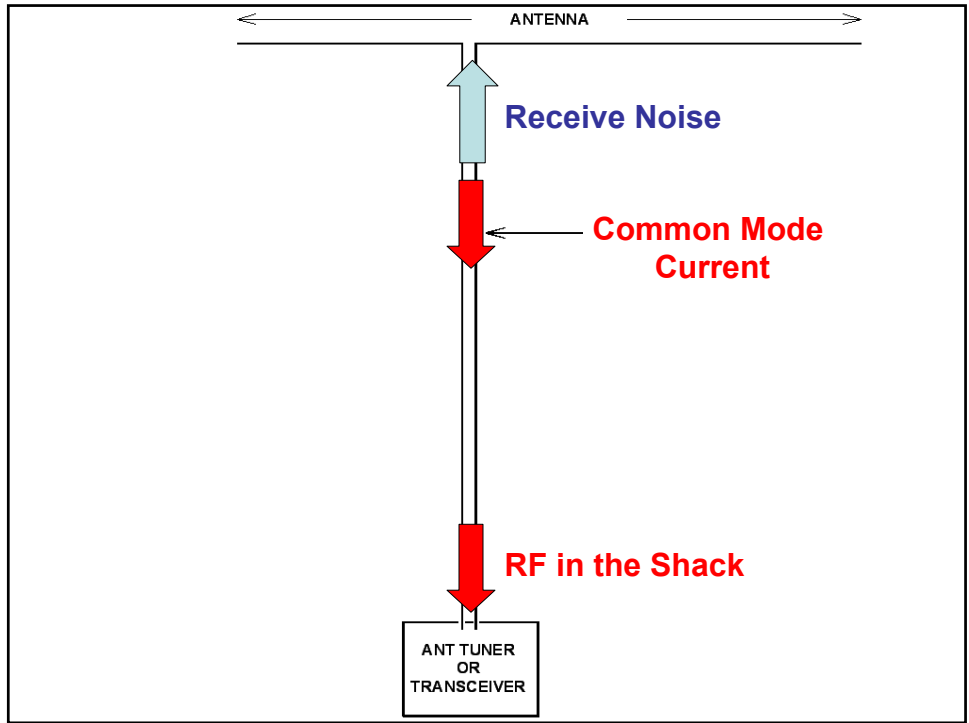 ANTENNA
Receive Noise
Common Mode
Current
RF in the Shack
ANT TUNER
OR
TRANSCEIVER